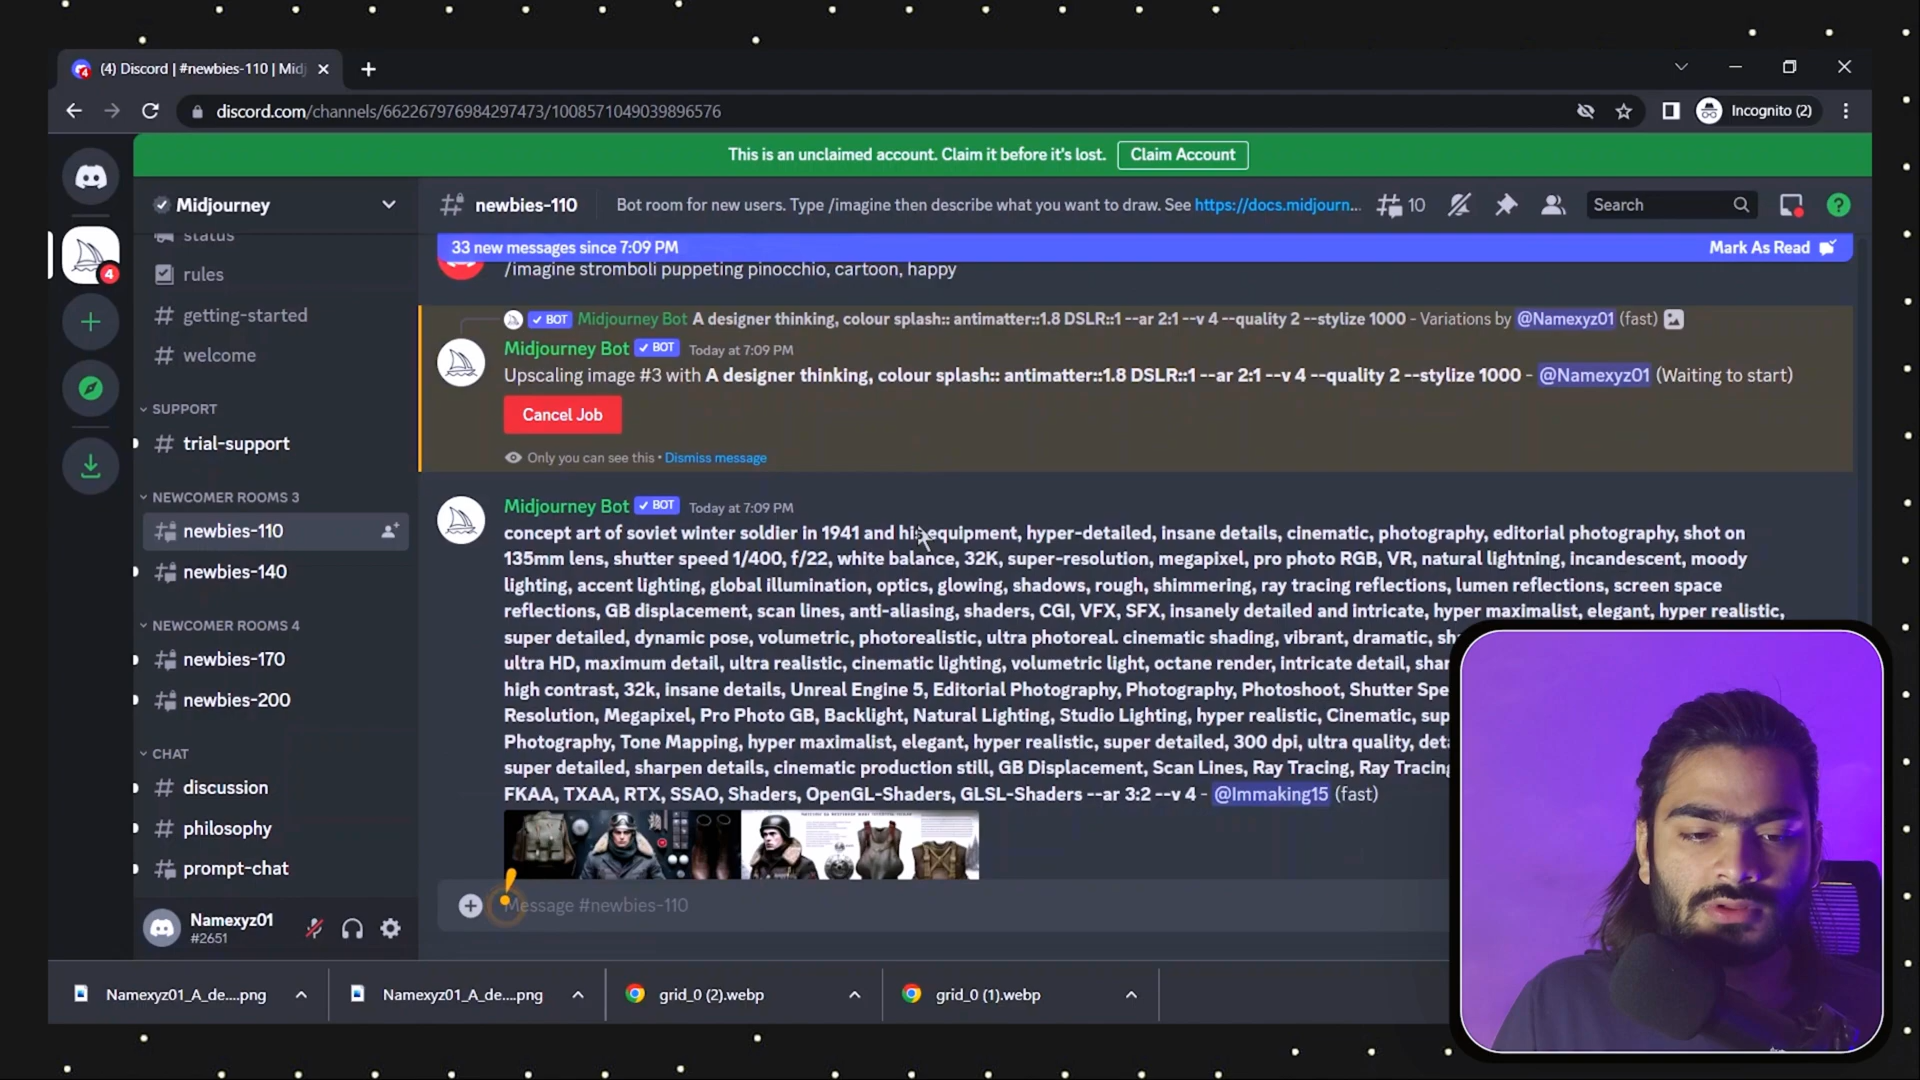 (4) Discord | #newbies-110 | Midj
discord.com/channels/662267976984297473/1008571049039896576
Incognito (2)
This is an unclaimed account. Claim it before it's lost.
Claim Account
Midjourney
newbies-110
Bot room for new users. Type /imagine then describe what you want to draw. See https://docs.midjourn...
10
Search
4
status
rules
getting-started
welcome
SUPPORT
trial-support
NEWCOMER ROOMS 3
newbies-110
newbies-140
NEWCOMER ROOMS 4
newbies-170
newbies-200
CHAT
discussion
philosophy
prompt-chat
Namexyz01
#2651
33 new messages since 7:09 PM
Mark As Read
/imagine stromboli puppeting pinocchio, cartoon, happy
BOT Midjourney Bot A designer thinking, colour splash:: antimatter::1.8 DSLR::1 --ar 2:1 --v 4 --quality 2 --stylize 1000 - Variations by @Namexyz01 (fast)
Midjourney Bot BOT Today at 7:09 PM
Upscaling image #3 with A designer thinking, colour splash:: antimatter::1.8 DSLR::1 --ar 2:1 --v 4 --quality 2 --stylize 1000 - @Namexyz01 (Waiting to start)
Cancel Job
Only you can see this • Dismiss message
Midjourney Bot BOT Today at 7:09 PM
concept art of soviet winter soldier in 1941 and his equipment, hyper-detailed, insane details, cinematic, photography, editorial photography, shot on
135mm lens, shutter speed 1/400, f/22, white balance, 32K, super-resolution, megapixel, pro photo RGB, VR, natural lightning, incandescent, moody
lighting, accent lighting, global illumination, optics, glowing, shadows, rough, shimmering, ray tracing reflections, lumen reflections, screen space
reflections, GB displacement, scan lines, anti-aliasing, shaders, CGI, VFX, SFX, insanely detailed and intricate, hyper maximalist, elegant, hyper realistic,
super detailed, dynamic pose, volumetric, photorealistic, ultra photoreal. cinematic shading, vibrant, dramatic, sh
ultra HD, maximum detail, ultra realistic, cinematic lighting, volumetric light, octane render, intricate detail, shar
high contrast, 32k, insane details, Unreal Engine 5, Editorial Photography, Photography, Photoshoot, Shutter Spe
Resolution, Megapixel, Pro Photo GB, Backlight, Natural Lighting, Studio Lighting, hyper realistic, Cinematic, sup
Photography, Tone Mapping, hyper maximalist, elegant, hyper realistic, super detailed, 300 dpi, ultra quality, deta
super detailed, sharpen details, cinematic production still, GB Displacement, Scan Lines, Ray Tracing, Ray Tracing
FKAA, TXAA, RTX, SSAO, Shaders, OpenGL-Shaders, GLSL-Shaders --ar 3:2 --v 4 - @Immaking15 (fast)
Message #newbies-110
Namexyz01_A_de....png
Namexyz01_A_de....png
grid_0 (2).webp
grid_0 (1).webp